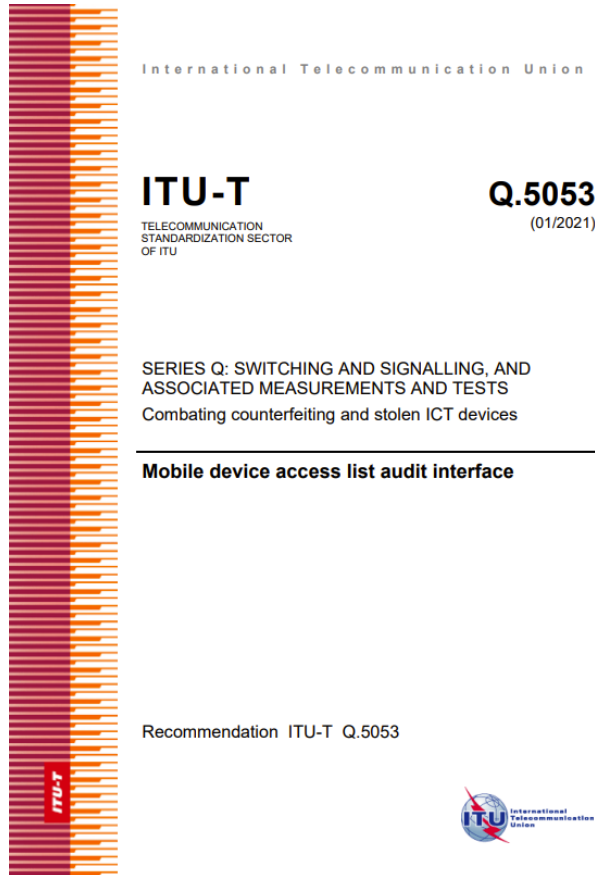 International Telecommunication Union
ITU-T
Q.5053
TELECOMMUNICATION
STANDARDIZATION SECTOR
OF ITU
(01/2021)
SERIES Q: SWITCHING AND SIGNALLING, AND
ASSOCIATED MEASUREMENTS AND TESTS
Combating counterfeiting and stolen ICT devices
Mobile device access list audit interface
Recommendation ITU-T Q.5053
ITU-T
ITU
International
Telecommunication
Union